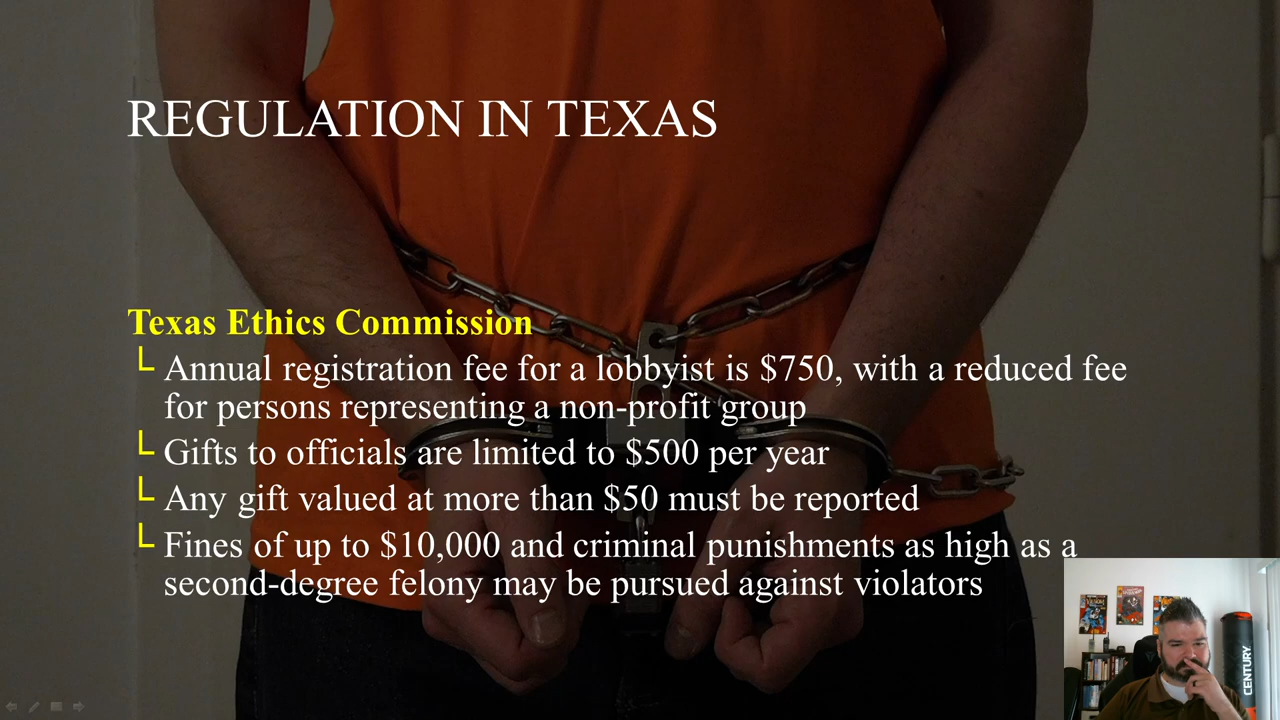 REGULATION IN TEXAS
Texas Ethics Commission
Annual registration fee for a lobbyist is $750, with a reduced fee
for persons representing a non-profit group
Gifts to officials are limited to $500 per year
Any gift valued at more than $50 must be reported
Fines of up to $10,000 and criminal punishments as high as a
second-degree felony may be pursued against violators
CENTURY